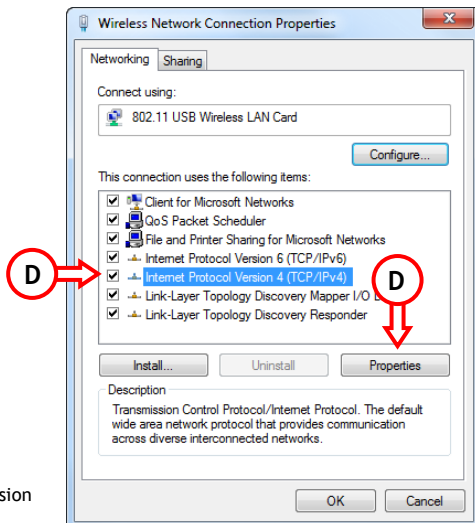 Wireless Network Connection Properties
Networking Sharing
Connect using:
802.11 USB Wireless LAN Card
Configure...
This connection uses the following items:
Client for Microsoft Networks
QoS Packet Scheduler
File and Printer Sharing for Microsoft Networks
Internet Protocol Version 6 (TCP/IPv6)
D Internet Protocol Version 4 (TCP/IPv4) D
Link-Layer Topology Discovery Mapper I/O
Link-Layer Topology Discovery Responder
Install... Uninstall Properties
Description
Transmission Control Protocol/Internet Protocol. The default
wide area network protocol that provides communication
across diverse interconnected networks.
sion
OK Cancel